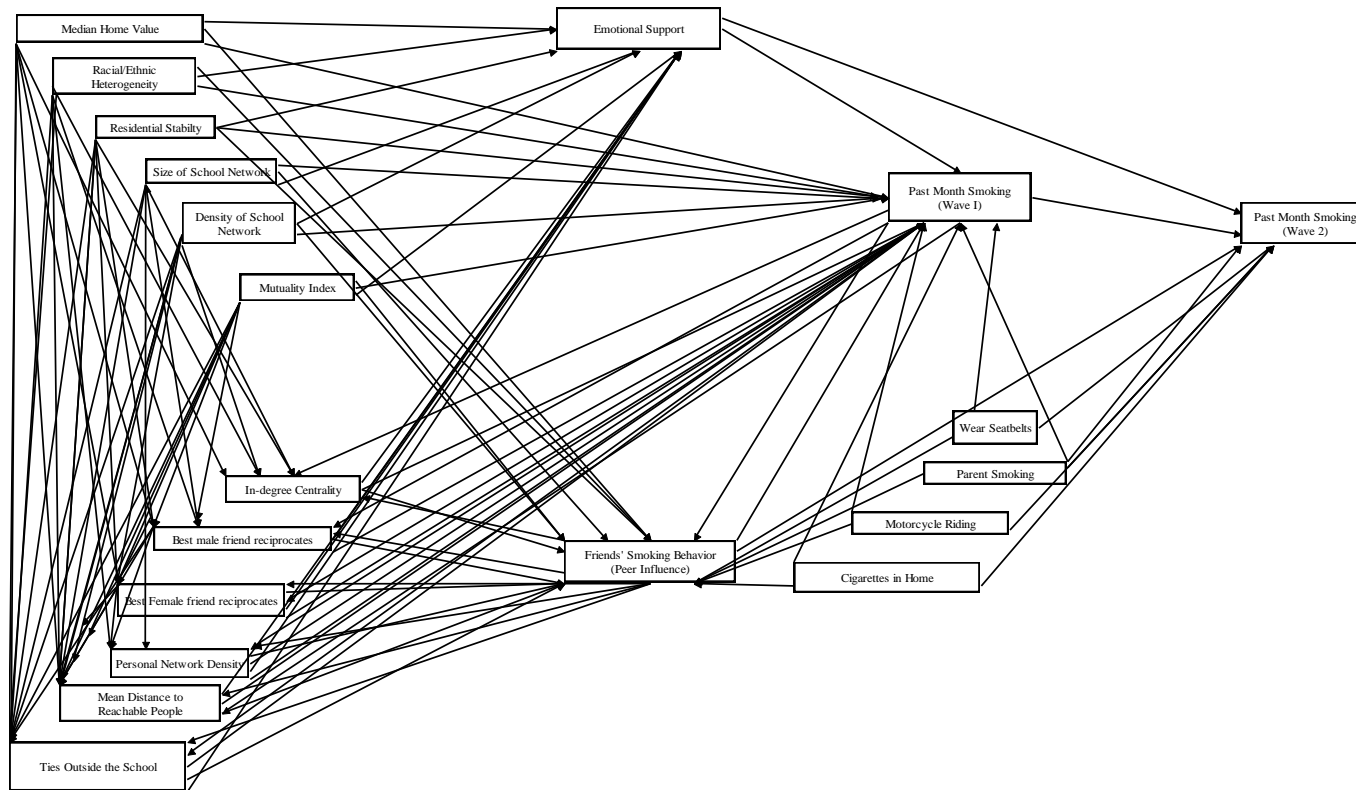 Median Home Value
Emotional Support
Racial/Ethnic
Heterogeneity
Residential Stabilty
Size of School Network
Past Month Smoking
(Wave I)
Density of School
Network
Past Month Smoking
(Wave 2)
Mutuality Index
Wear Seatbelts
Parent Smoking
In-degree Centrality
Motorcycle Riding
Best male friend reciprocates
Friends' Smoking Behavior
(Peer Influence)
Cigarettes in Home
Best Female friend reciprocates
Personal Network Density
Mean Distance to
Reachable People
Ties Outside the School